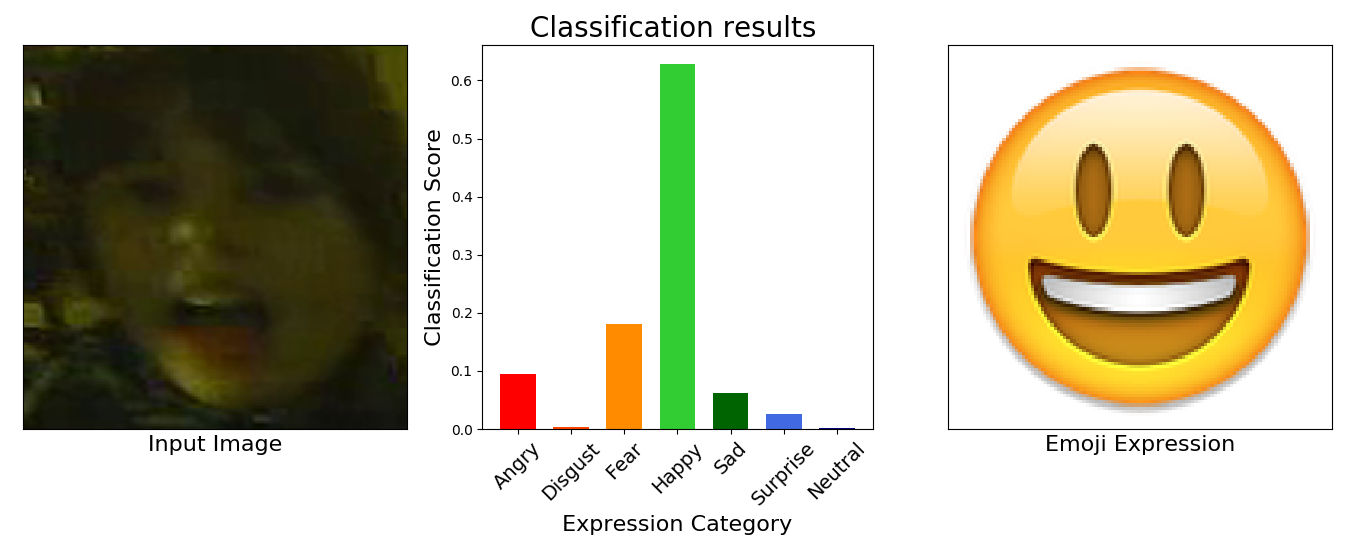 Classification results
Classification Score
0.6
0.5
0.4
0.3
0.2
0.1
0.0
Angry
Disgust
Fear
Happy
Sad
Surprise
Neutral
Expression Category
Input Image
Emoji Expression